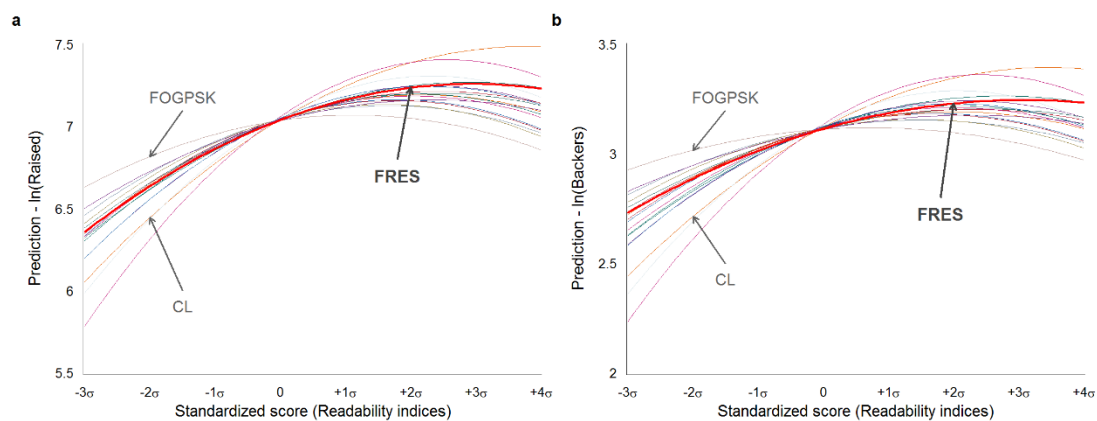 a
7.5
7
6.5
6
5.5
Prediction - ln(Raised)
FOGPSK
FRES
CL
-3σ -2σ -1σ 0 +1σ +2σ +3σ +4σ
Standardized score (Readability indices)
b
3.5
3
2.5
2
Prediction - ln(Backers)
FOGPSK
FRES
CL
-3σ -2σ -1σ 0 +1σ +2σ +3σ +4σ
Standardized score (Readability indices)